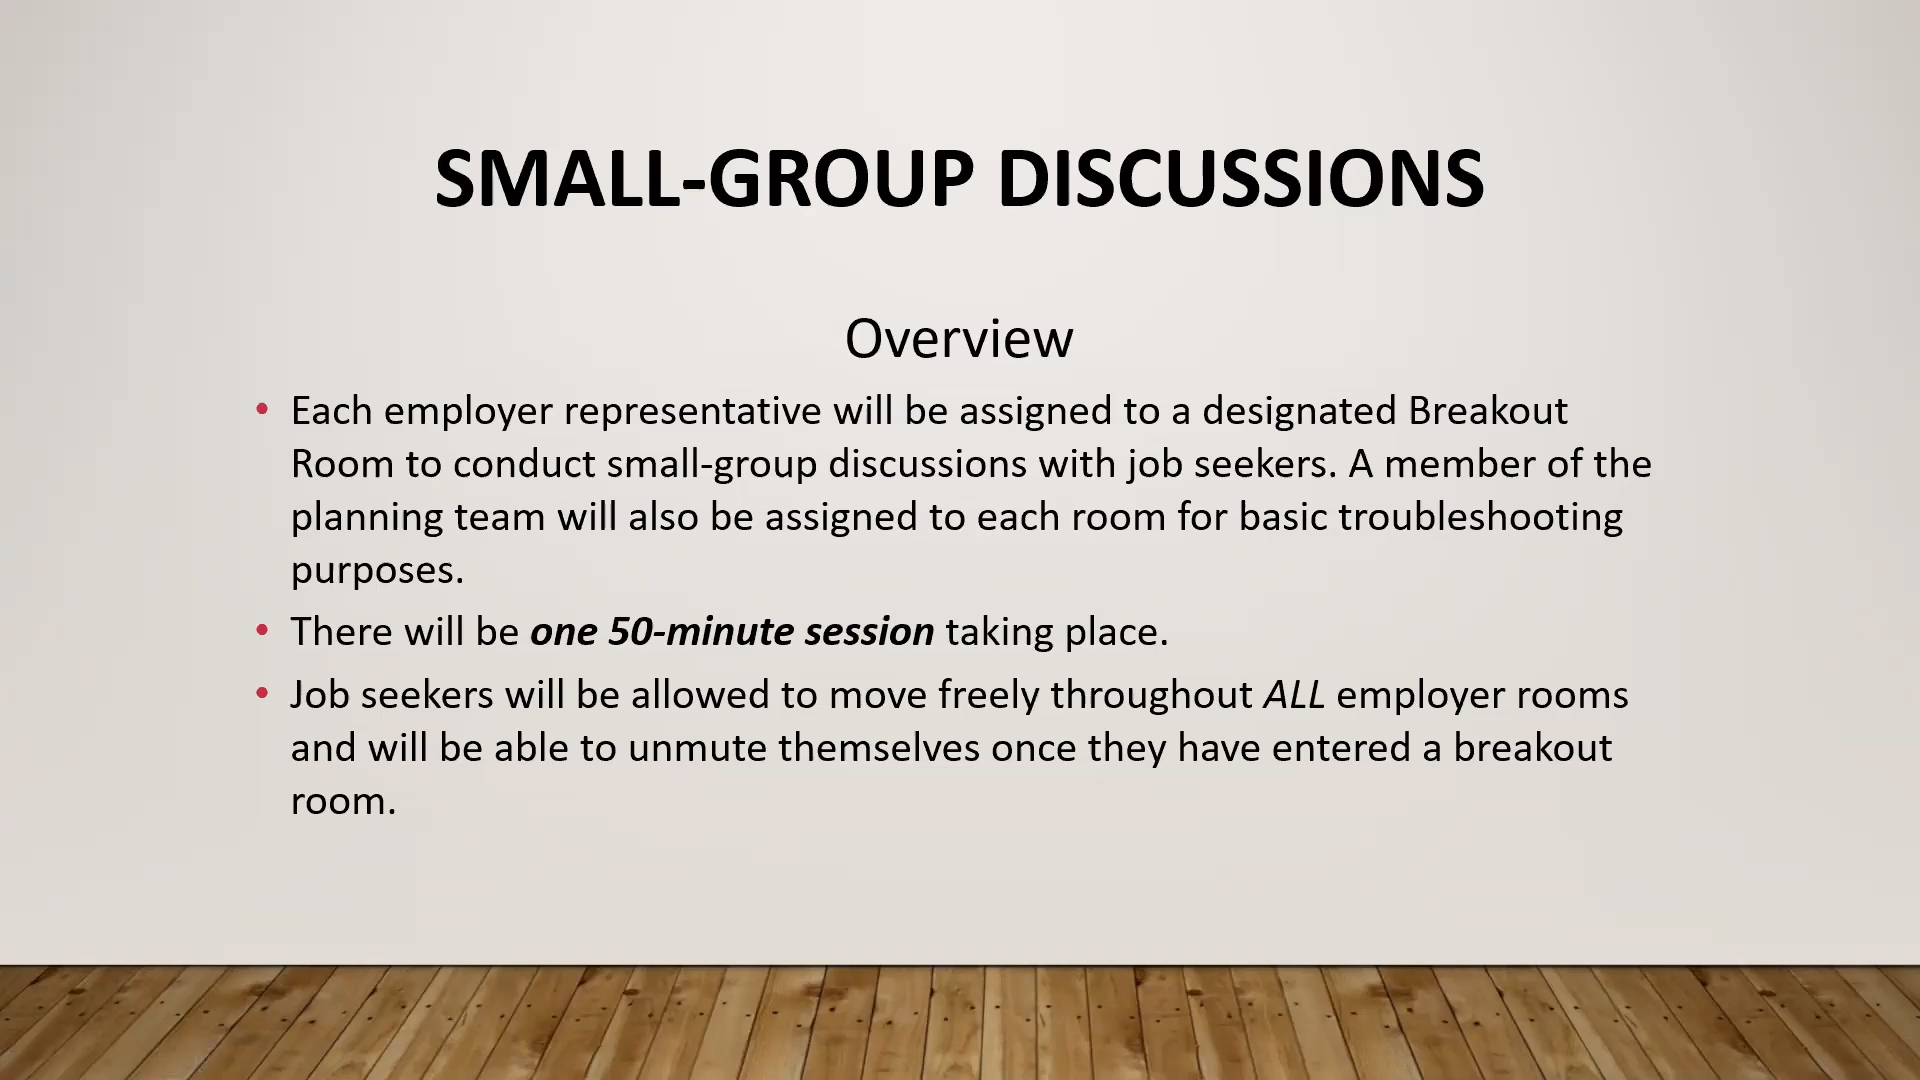 SMALL-GROUP DISCUSSIONS
Overview
• Each employer representative will be assigned to a designated Breakout
Room to conduct small-group discussions with job seekers. A member of the
planning team will also be assigned to each room for basic troubleshooting
purposes.
• There will be one 50-minute session taking place.
• Job seekers will be allowed to move freely throughout ALL employer rooms
and will be able to unmute themselves once they have entered a breakout
room.